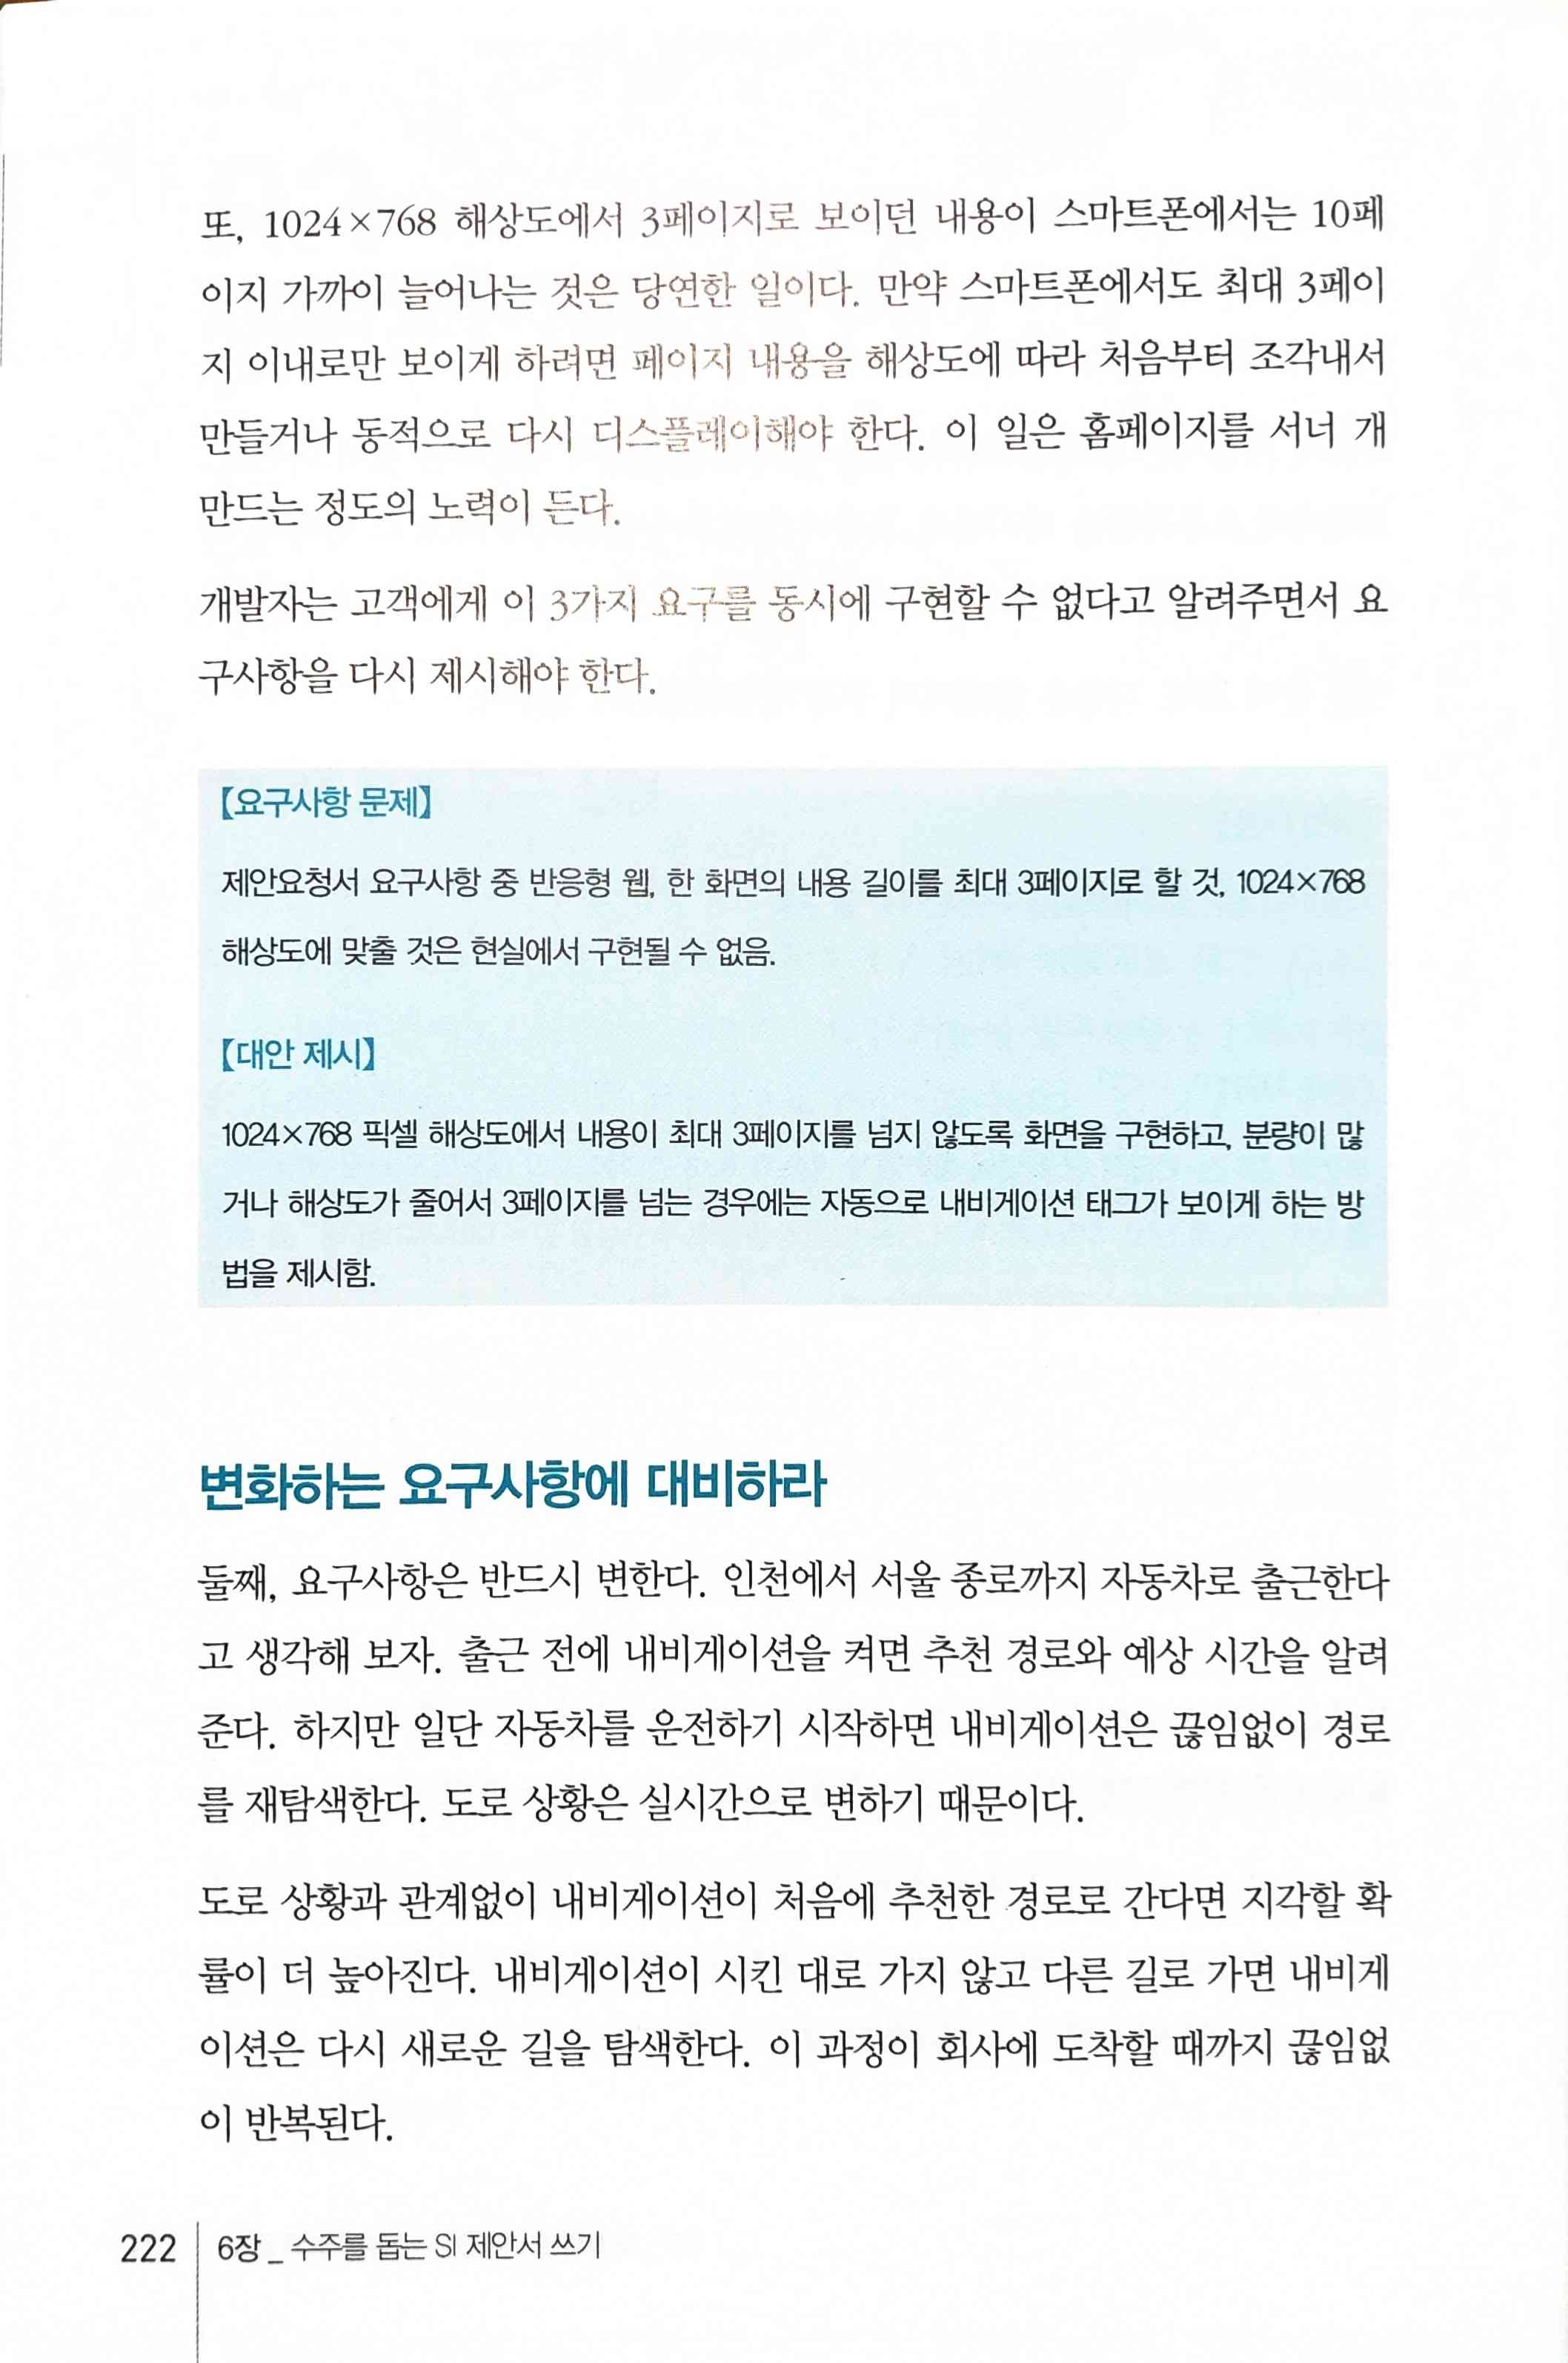 또, 1024×768 해상도에서 3페이지로 보이던 내용이 스마트폰에서는 10페
이지 가까이 늘어나는 것은 당연한 일이다. 만약 스마트폰에서도 최대 3페이
지 이내로만 보이게 하려면 페이지 내용을 해상도에 따라 처음부터 조각내서
만들거나 동적으로 다시 디스플레이해야 한다. 이 일은 홈페이지를 서너 개
만드는 정도의 노력이 든다.
개발자는 고객에게 이 3가지 요구를 동시에 구현할 수 없다고 알려주면서 요
구사항을 다시 제시해야 한다.
【요구사항 문제】
제안요청서 요구사항 중 반응형 웹, 한 화면의 내용 길이를 최대 3페이지로 할 것, 1024×768
해상도에 맞출 것은 현실에서 구현될 수 없음.
【대안 제시】
1024×768 픽셀 해상도에서 내용이 최대 3페이지를 넘지 않도록 화면을 구현하고, 분량이 많
거나 해상도가 줄어서 3페이지를 넘는 경우에는 자동으로 내비게이션 태그가 보이게 하는 방
법을 제시함.
변화하는 요구사항에 대비하라
둘째, 요구사항은 반드시 변한다. 인천에서 서울 종로까지 자동차로 출근한다
고 생각해 보자. 출근 전에 내비게이션을 켜면 추천 경로와 예상 시간을 알려
준다. 하지만 일단 자동차를 운전하기 시작하면 내비게이션은 끊임없이 경로
를 재탐색한다. 도로 상황은 실시간으로 변하기 때문이다.
도로 상황과 관계없이 내비게이션이 처음에 추천한 경로로 간다면 지각할 확
률이 더 높아진다. 내비게이션이 시킨 대로 가지 않고 다른 길로 가면 내비게
이션은 다시 새로운 길을 탐색한다. 이 과정이 회사에 도착할 때까지 끊임없
이 반복된다.
222 6장_ 수주를 돕는 SI 제안서 쓰기